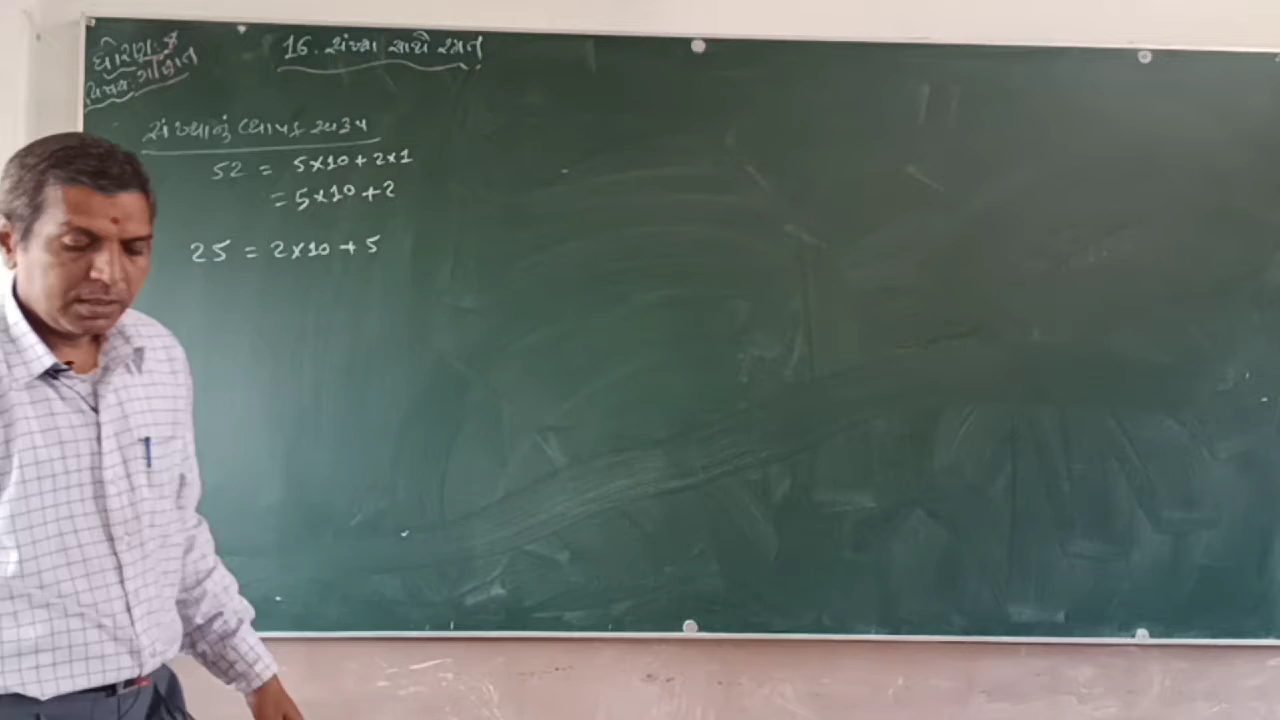 ધોરણ: ૪
વિષય: ગણિત
16. સંખ્યા સાથે રમત
સંખ્યાનું વ્યાપક સ્વરૂપ
52 = 5×10+2×1
= 5×10+2
25 = 2×10+5